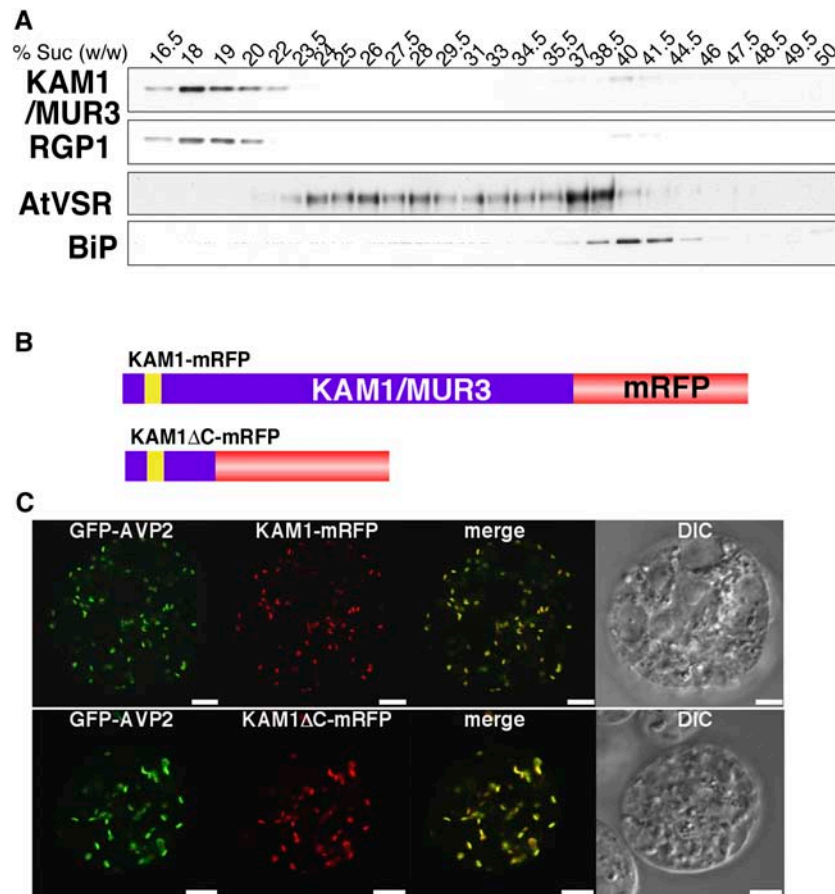 A
% Suc (w/w) 16.5 18 19 20 22 23.5 24 25 26 27.5 28 29.5 31 33 34.5 35.5 37 38.5 40 41.5 44.5 46 47.5 48.5 49.5 50
KAM1
/MUR3
RGP1
AtVSR
BiP
B
KAM1-mRFP
KAM1/MUR3 mRFP
KAM1ΔC-mRFP
C
GFP-AVP2 KAM1-mRFP merge DIC
GFP-AVP2 KAM1ΔC-mRFP merge DIC